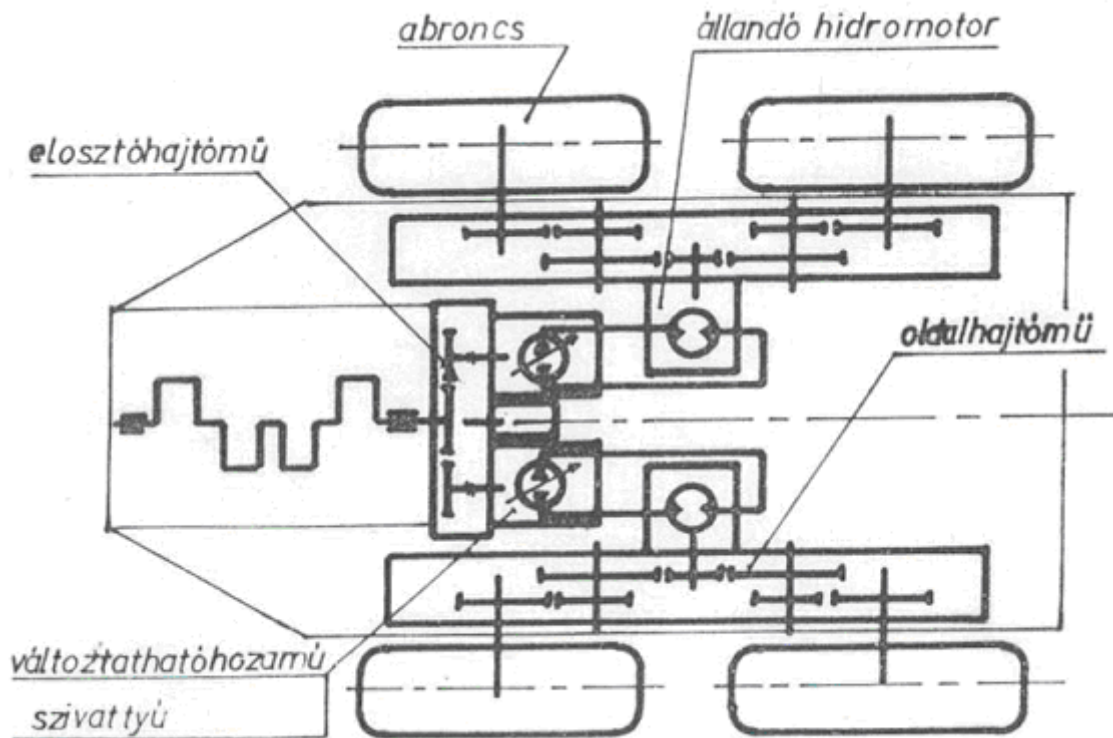 abroncs
állandó hidromotor
elosztóhajtómű
oldalhajtómű
változtathatóhozamú
szivattyú